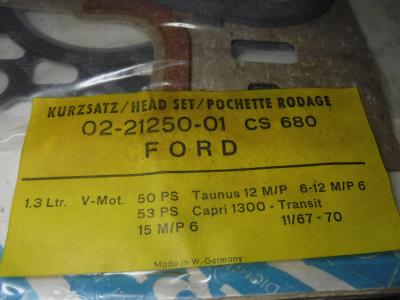 KURZSATZ/HEAD SET/POCHETTE RODAGE
02-21250-01 CS 680
FORD
1.3 Ltr. V-Mot. 50 PS Taunus 12 M/P 6-12 M/P 6
53 PS Capri 1300 - Transit
15 M/P 6 11/67 - 70
Made in W.-Germany